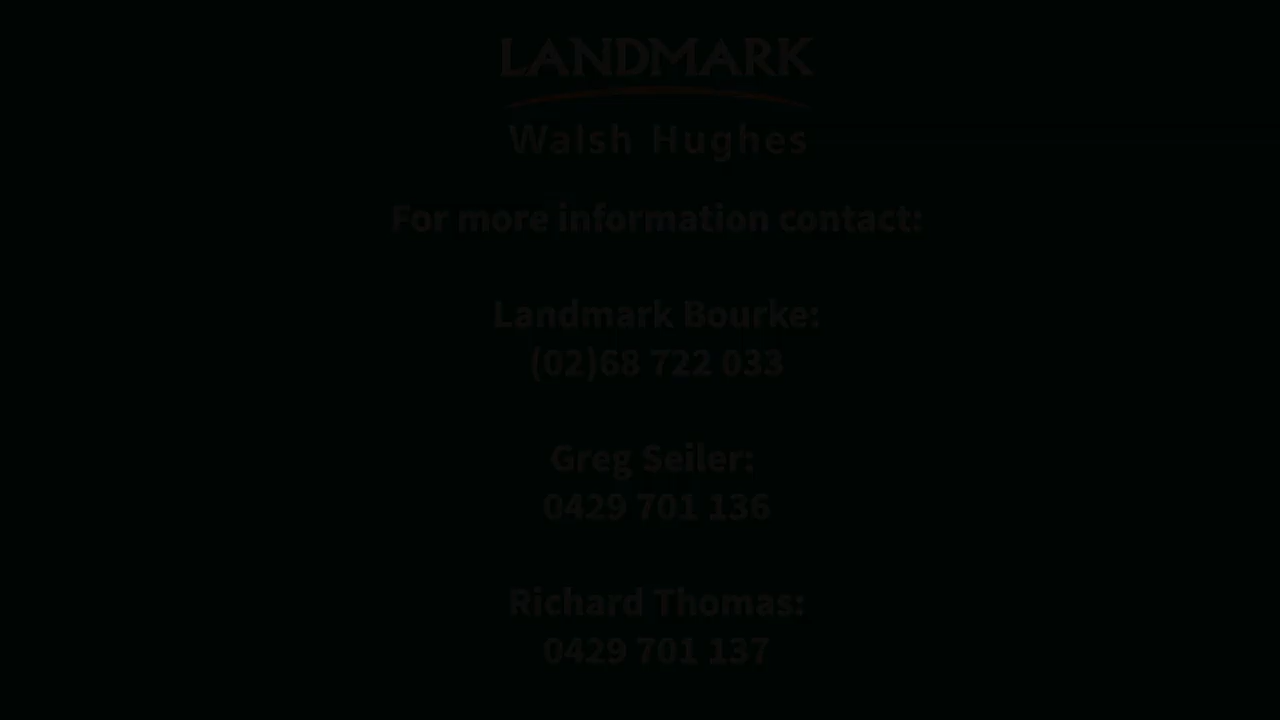 LANDMARK
Walsh Hughes
For more information contact:
Landmark Bourke:
(02)68 722 033
Greg Seiler:
0429 701 136
Richard Thomas:
0429 701 137